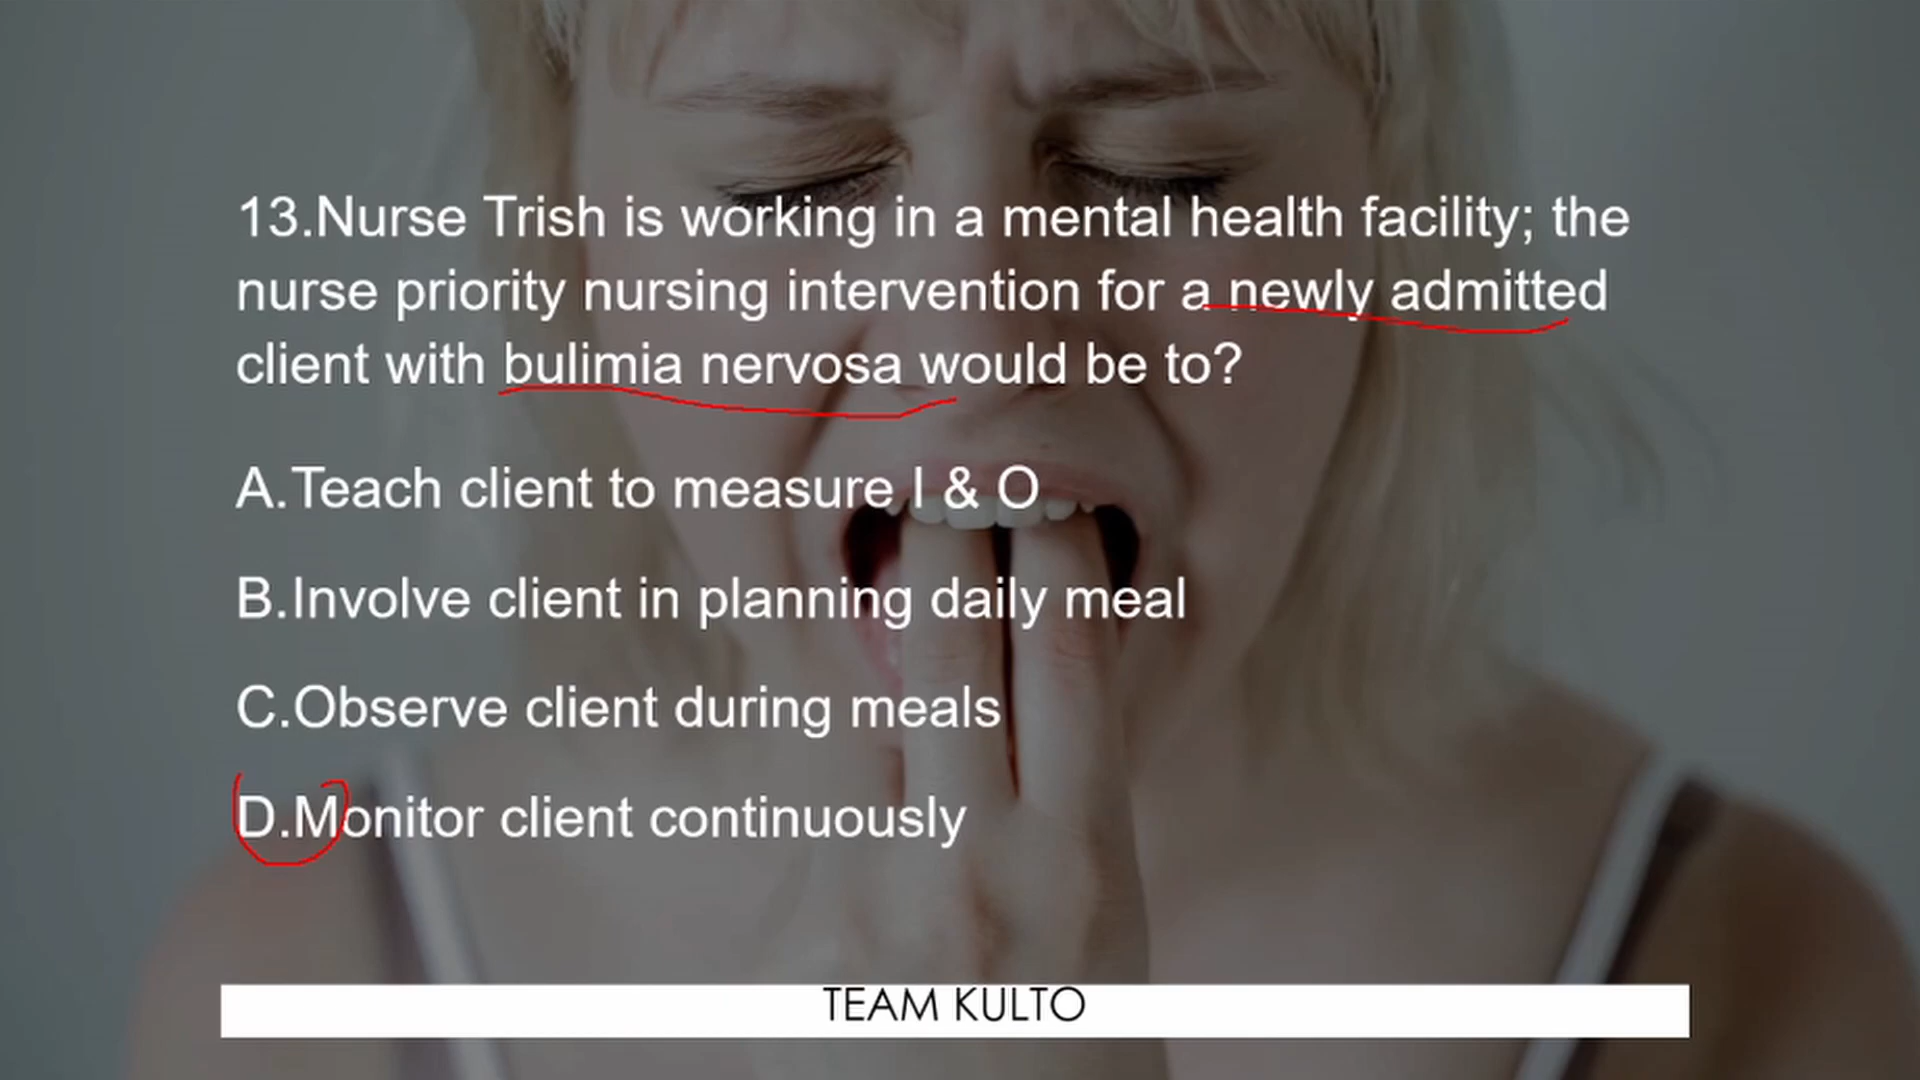 13.Nurse Trish is working in a mental health facility; the
nurse priority nursing intervention for a newly admitted
client with bulimia nervosa would be to?
A.Teach client to measure I & O
B.Involve client in planning daily meal
C.Observe client during meals
D.Monitor client continuously
TEAM KULTO